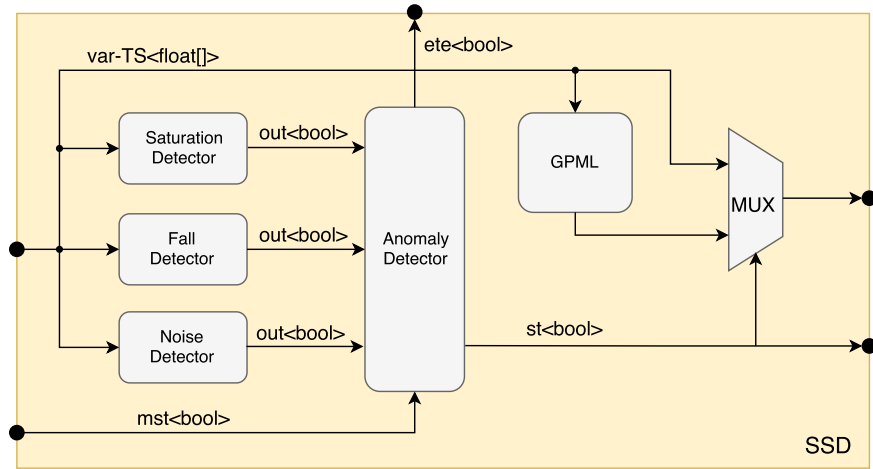 ete<bool>
var-TS<float[]>
Saturation
Detector
out<bool>
GPML
MUX
Fall
Detector
out<bool>
Anomaly
Detector
Noise
Detector
out<bool>
st<bool>
mst<bool>
SSD